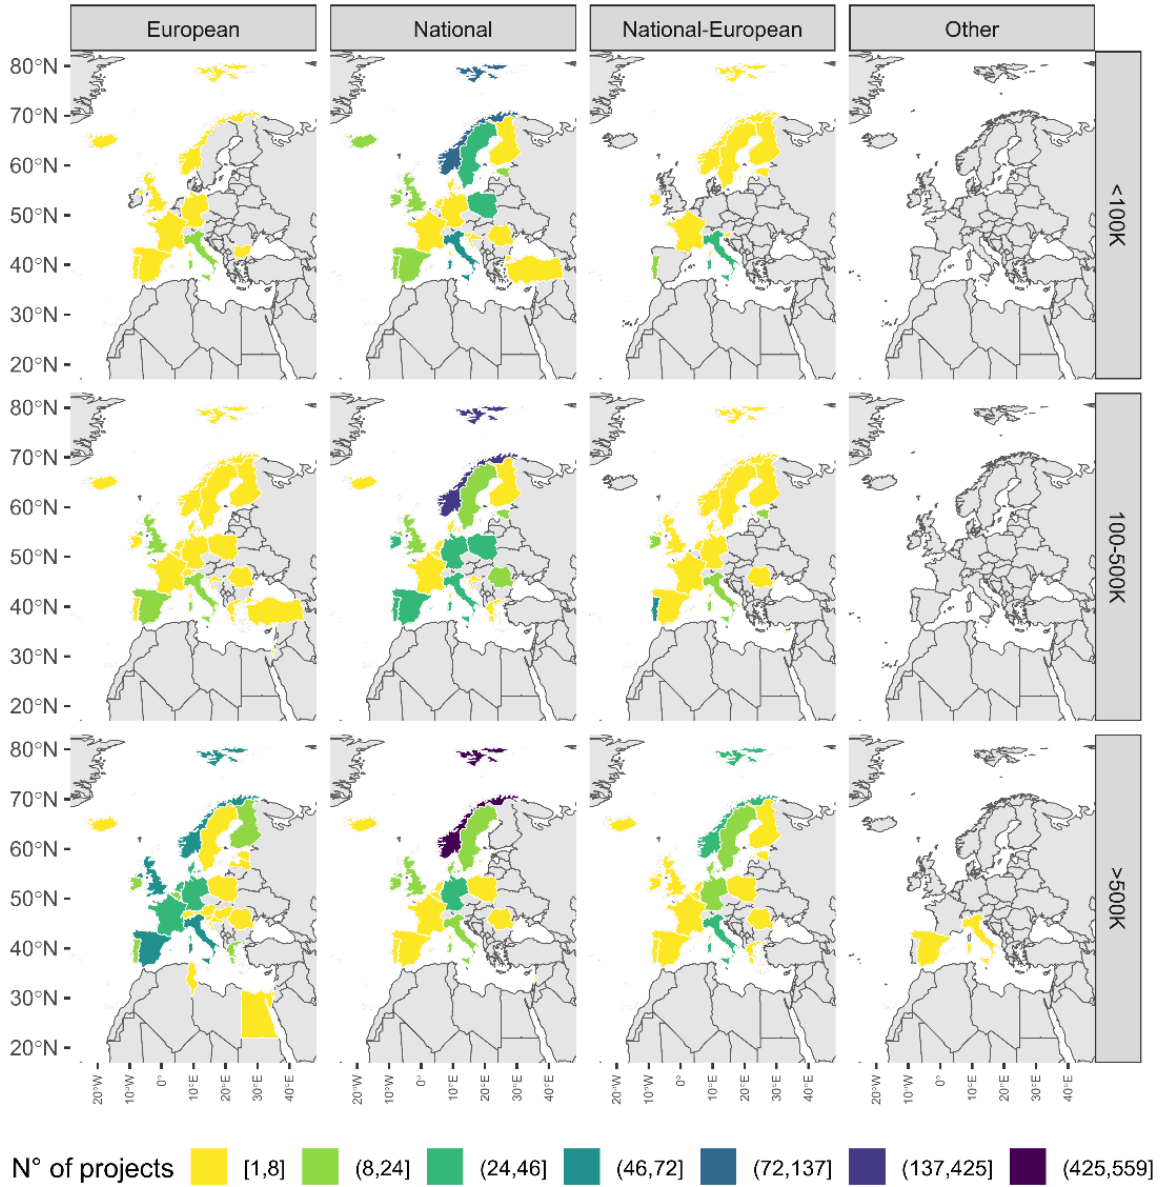 European National National-European Other
80°N
70°N
60°N
50°N
40°N
30°N
20°N
<100K
80°N
70°N
60°N
50°N
40°N
30°N
20°N
100-500K
80°N
70°N
60°N
50°N
40°N
30°N
20°N
>500K
20°W 10°W 0° 10°E 20°E 30°E 40°E 20°W 10°W 0° 10°E 20°E 30°E 40°E 20°W 10°W 0° 10°E 20°E 30°E 40°E 20°W 10°W 0° 10°E 20°E 30°E 40°E
N° of projects [1,8] (8,24] (24,46] (46,72] (72,137] (137,425] (425,559]